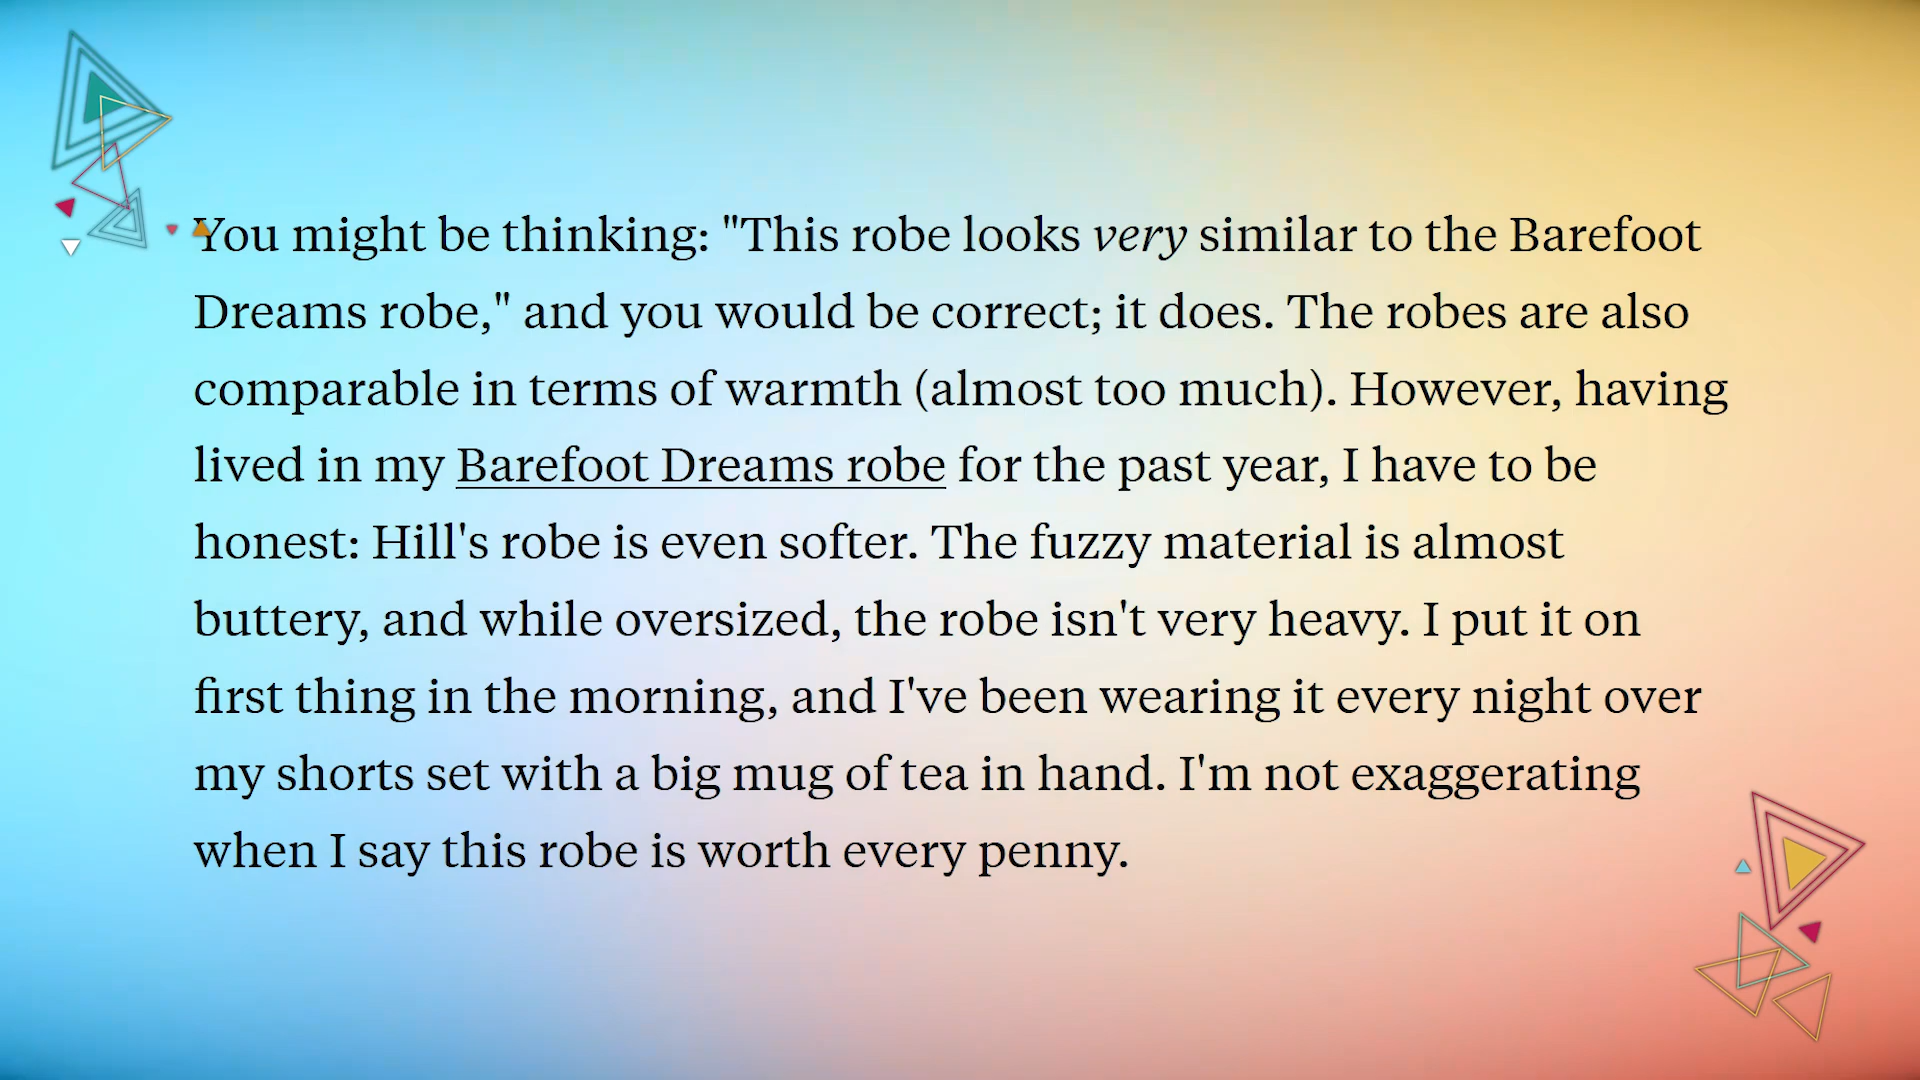 You might be thinking: "This robe looks very similar to the Barefoot
Dreams robe," and you would be correct; it does. The robes are also
comparable in terms of warmth (almost too much). However, having
lived in my Barefoot Dreams robe for the past year, I have to be
honest: Hill's robe is even softer. The fuzzy material is almost
buttery, and while oversized, the robe isn't very heavy. I put it on
first thing in the morning, and I've been wearing it every night over
my shorts set with a big mug of tea in hand. I'm not exaggerating
when I say this robe is worth every penny.